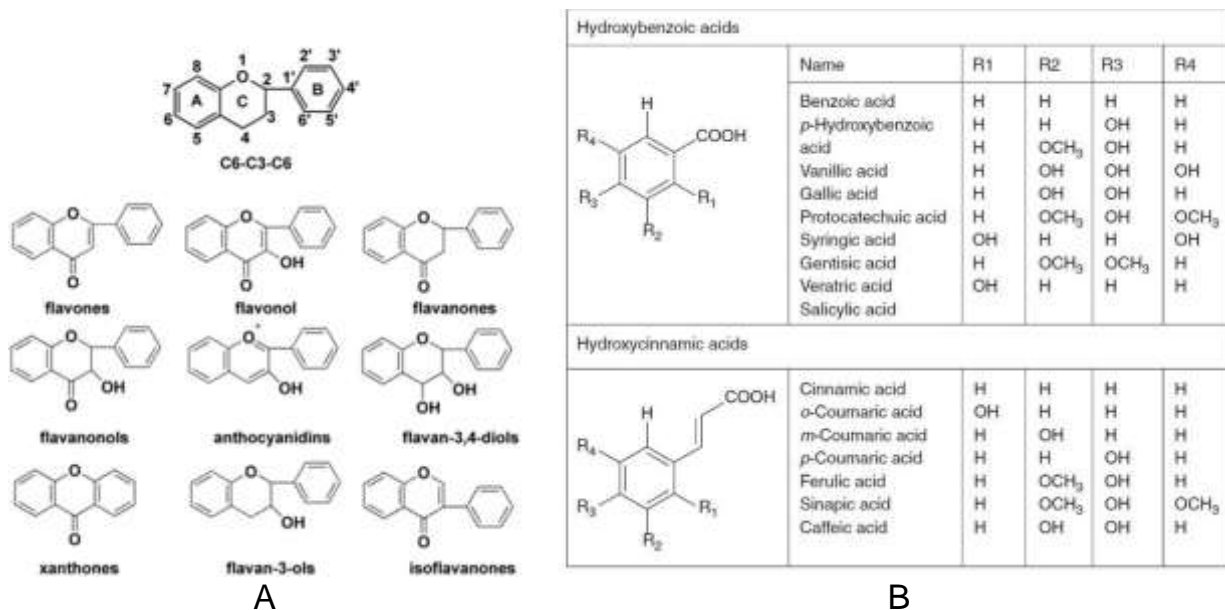 1
8
O
2
2'
3'
7
1'
B
4'
A
C
6
3
6'
5'
5
4
C6-C3-C6
O
O
flavones
O
OH
O
flavonol
O
O
flavanones
O
OH
O
flavanonols
O+
OH
anthocyanidins
O
OH
OH
flavan-3,4-diols
O
O
xanthones
O
OH
flavan-3-ols
O
O
isoflavanones
A
Hydroxybenzoic acids
Name R1 R2 R3 R4
Benzoic acid H H H H
p-Hydroxybenzoic H H OH H
acid H OCH3 OH H
Vanillic acid H OH OH OH
Gallic acid H OH OH H
Protocatechuic acid H OCH3 OH OCH3
Syringic acid OH H H OH
Gentisic acid H OCH3 OCH3 H
Veratric acid OH H H H
Salicylic acid
H
R4
COOH
R3
R1
R2
Hydroxycinnamic acids
Cinnamic acid H H H H
o-Coumaric acid OH H H H
m-Coumaric acid H OH H H
p-Coumaric acid H H OH H
Ferulic acid H OCH3 OH H
Sinapic acid H OCH3 OH OCH3
Caffeic acid H OH OH H
COOH
H
R4
R3
R1
R2
B